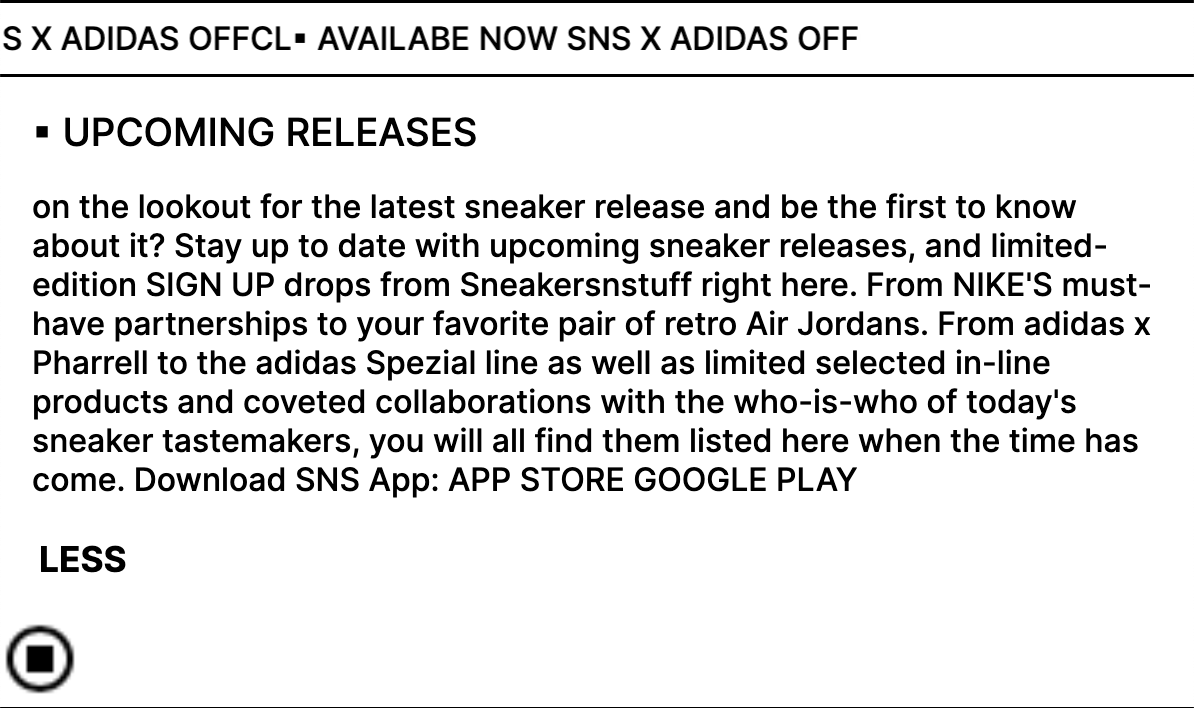 S X ADIDAS OFFCL▪ AVAILABE NOW SNS X ADIDAS OFF
▪ UPCOMING RELEASES
on the lookout for the latest sneaker release and be the first to know
about it? Stay up to date with upcoming sneaker releases, and limited-
edition SIGN UP drops from Sneakersnstuff right here. From NIKE'S must-
have partnerships to your favorite pair of retro Air Jordans. From adidas x
Pharrell to the adidas Spezial line as well as limited selected in-line
products and coveted collaborations with the who-is-who of today's
sneaker tastemakers, you will all find them listed here when the time has
come. Download SNS App: APP STORE GOOGLE PLAY
LESS